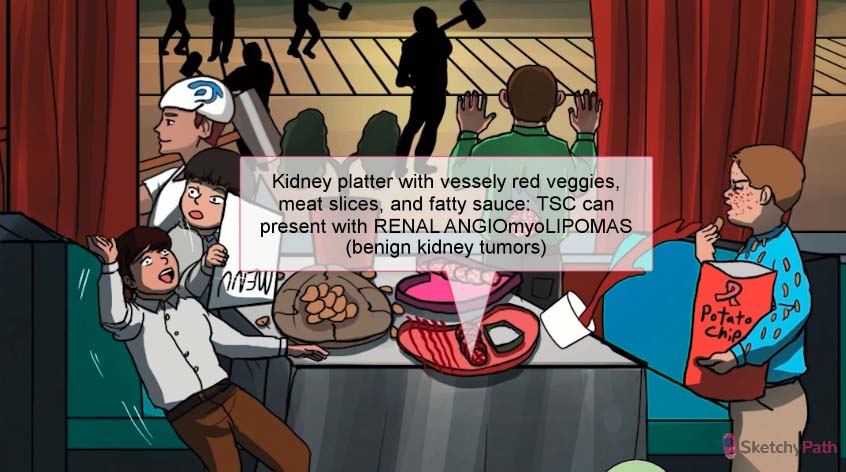 Kidney platter with vessely red veggies,
meat slices, and fatty sauce: TSC can
present with RENAL ANGIOmyoLIPOMAS
(benign kidney tumors)
MENU
Potato
Chip
SketchyPath